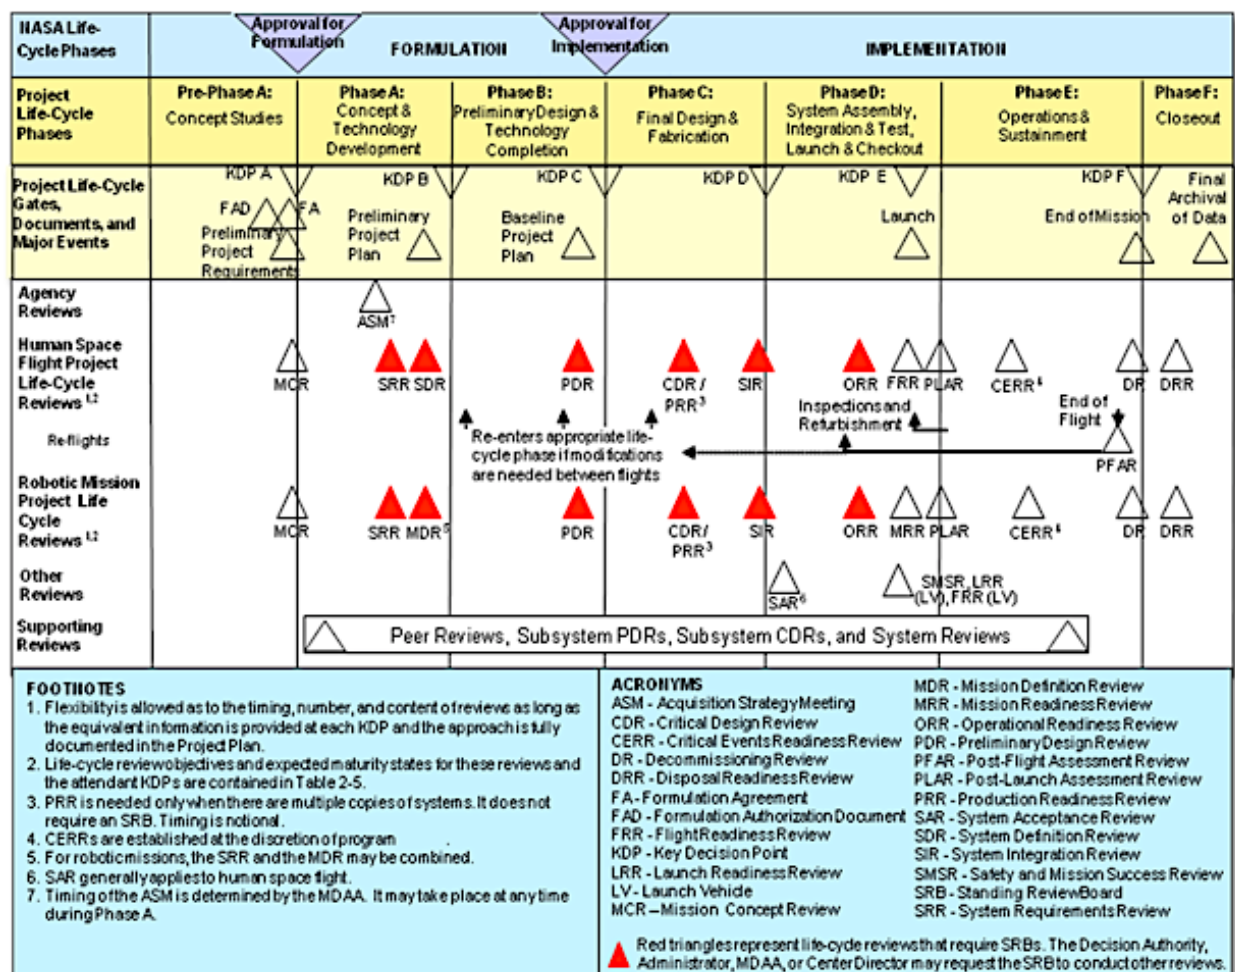 NASA Life-
Cycle Phases
Approval for
Formulation
FORMULATION
Approval for
Implementation
IMPLEMENTATION
Project
Life-Cycle
Phases
Pre-Phase A:
Concept Studies
Phase A:
Concept &
Technology
Development
Phase B:
Preliminary Design &
Technology
Completion
Phase C:
Final Design &
Fabrication
Phase D:
System Assembly,
Integration & Test,
Launch & Checkout
Phase E:
Operations &
Sustainment
Phase F:
Closeout
Project Life-Cycle
Gates,
Documents, and
Major Events
KDP A
KDP B
KDP C
KDP D
KDP E
KDP F
Final
Archival
of Data
FAD
FA
Preliminary
Project
Requirements
Preliminary
Project
Plan
Baseline
Project
Plan
Launch
End of Mission
Agency
Reviews
ASM7
Human Space
Flight Project
Life-Cycle
Reviews 1,2
MCR
SRR
SDR
PDR
CDR /
PRR 3
SIR
ORR
FRR
PLAR
CERR 4
DR
DRR
Re-flights
Re-enters appropriate life-
cycle phase if modifications
are needed between flights
Inspections and
Refurbishment
End of
Flight
PFAR
Robotic Mission
Project Life
Cycle
Reviews 1,2
MCR
SRR
MDR5
PDR
CDR/
PRR 3
SIR
ORR
MRR
PLAR
CERR 4
DR
DRR
Other
Reviews
SAR6
SMSR, LRR
(LV), FRR (LV)
Supporting
Reviews
Peer Reviews, Subsystem PDRs, Subsystem CDRs, and System Reviews
FOOTNOTES
1. Flexibility is allowed as to the timing, number, and content of reviews as long as
the equivalent information is provided at each KDP and the approach is fully
documented in the Project Plan.
2. Life-cycle review objectives and expected maturity states for these reviews and
the attendant KDPs are contained in Table 2-5.
3. PRR is needed only when there are multiple copies of systems. It does not
require an SRB. Timing is notional.
4. CERRs are established at the discretion of program .
5. For robotic missions, the SRR and the MDR may be combined.
6. SAR generally applies to human space flight.
7. Timing of the ASM is determined by the MDAA. It may take place at any time
during Phase A.
ACRONYMS
ASM - Acquisition Strategy Meeting
CDR - Critical Design Review
CERR - Critical Events Readiness Review
DR - Decommissioning Review
DRR - Disposal Readiness Review
FA - Formulation Agreement
FAD - Formulation Authorization Document
FRR - Flight Readiness Review
KDP - Key Decision Point
LRR - Launch Readiness Review
LV - Launch Vehicle
MCR – Mission Concept Review
MDR - Mission Definition Review
MRR - Mission Readiness Review
ORR - Operational Readiness Review
PDR - Preliminary Design Review
PFAR - Post-Flight Assessment Review
PLAR - Post-Launch Assessment Review
PRR - Production Readiness Review
SAR - System Acceptance Review
SDR - System Definition Review
SIR - System Integration Review
SMSR - Safety and Mission Success Review
SRB - Standing Review Board
SRR - System Requirements Review
Red triangles represent life-cycle reviews that require SRBs. The Decision Authority,
Administrator, MDAA, or Center Director may request the SRB to conduct other reviews.